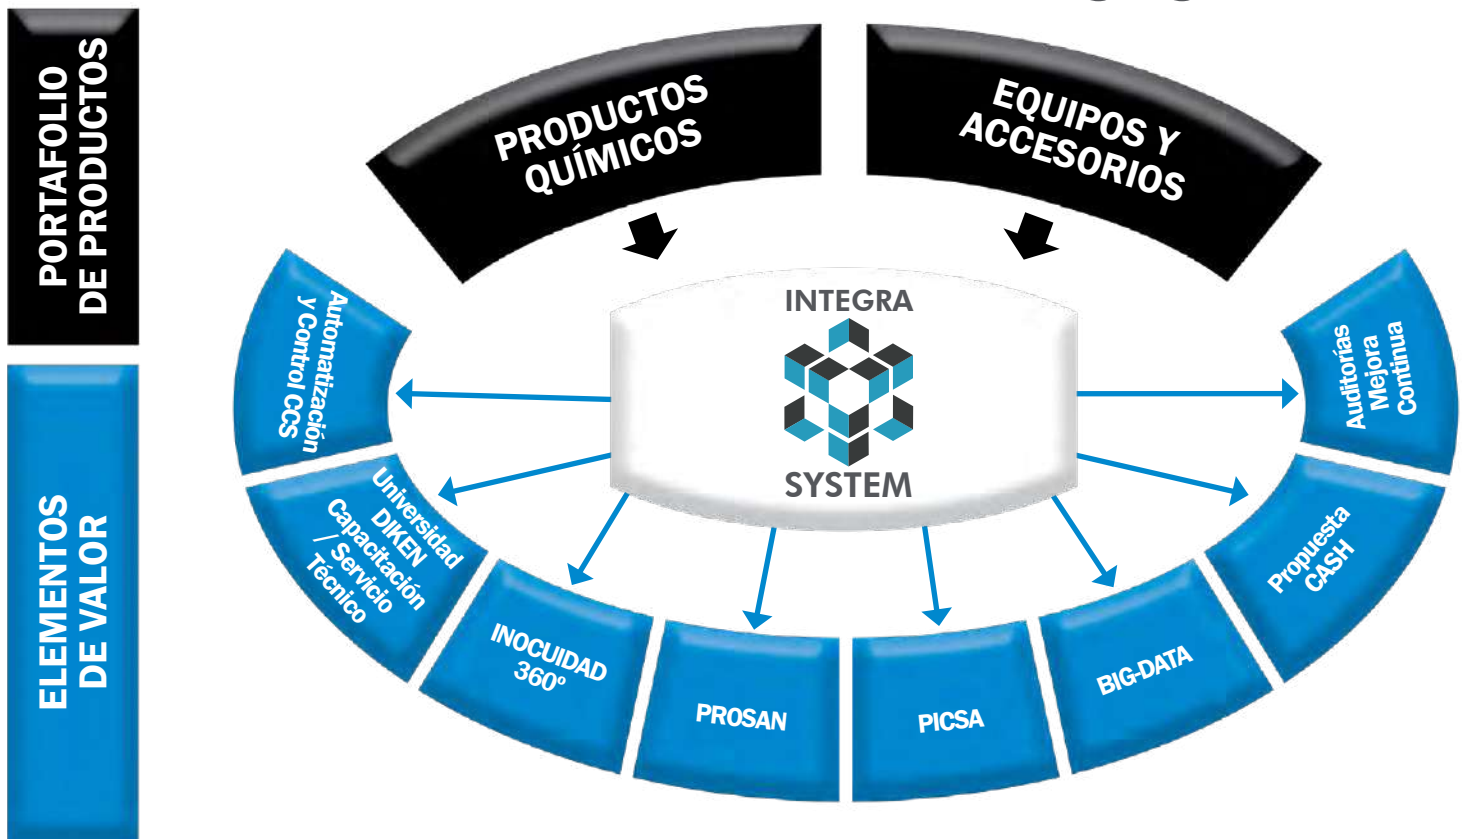 PORTAFOLIO
DE PRODUCTOS
PRODUCTOS
QUÍMICOS
EQUIPOS Y
ACCESORIOS
INTEGRA
SYSTEM
ELEMENTOS
DE VALOR
Automatización
y Control CCS
Universidad
DIKEN
Capacitación
/ Servicio
Técnico
INOCUIDAD
360º
PROSAN
PICSA
BIG-DATA
Propuesta
CASH
Auditorías
Mejora
Continua